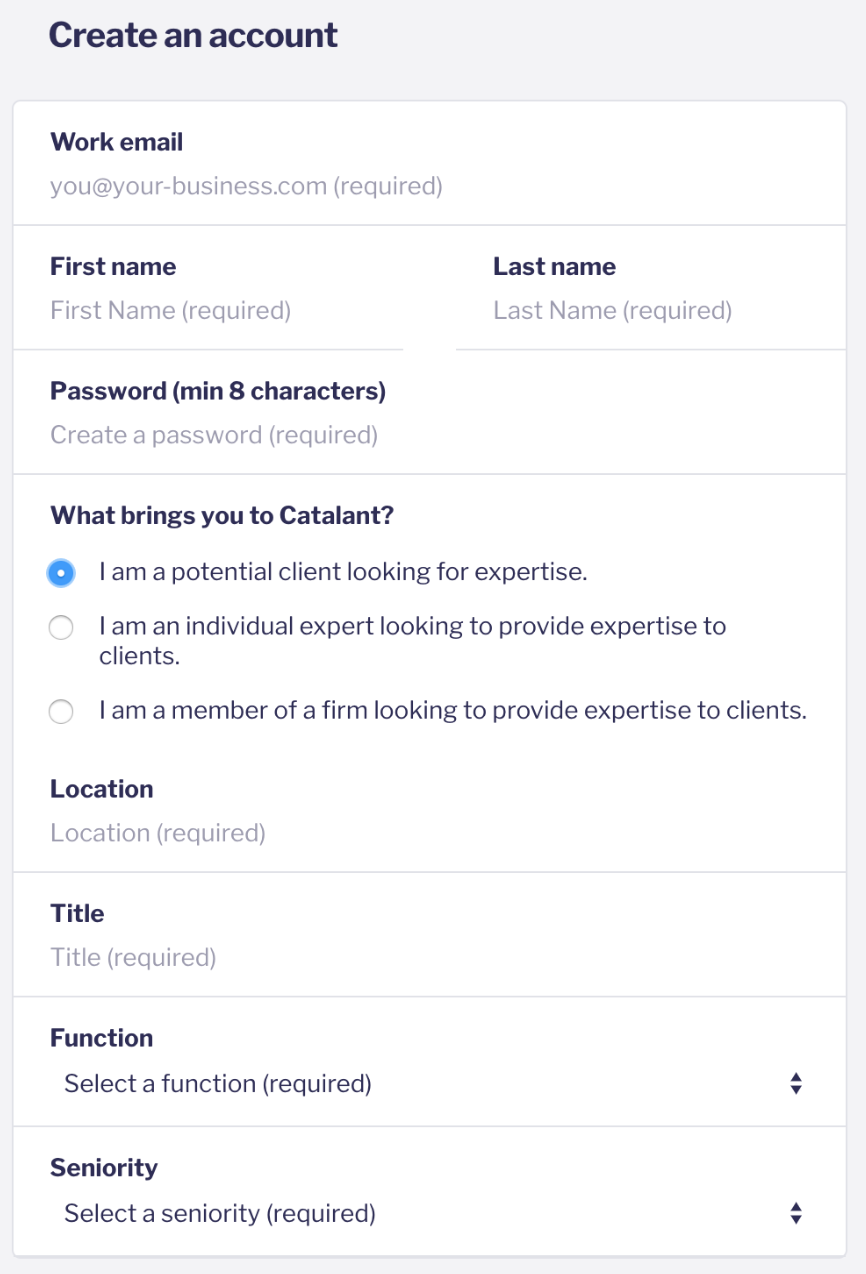 Create an account
Work email
you@your-business.com (required)
First name
Last name
First Name (required)
Last Name (required)
Password (min 8 characters)
Create a password (required)
What brings you to Catalant?
I am a potential client looking for expertise.
I am an individual expert looking to provide expertise to
clients.
I am a member of a firm looking to provide expertise to clients.
Location
Location (required)
Title
Title (required)
Function
Select a function (required)
Seniority
Select a seniority (required)